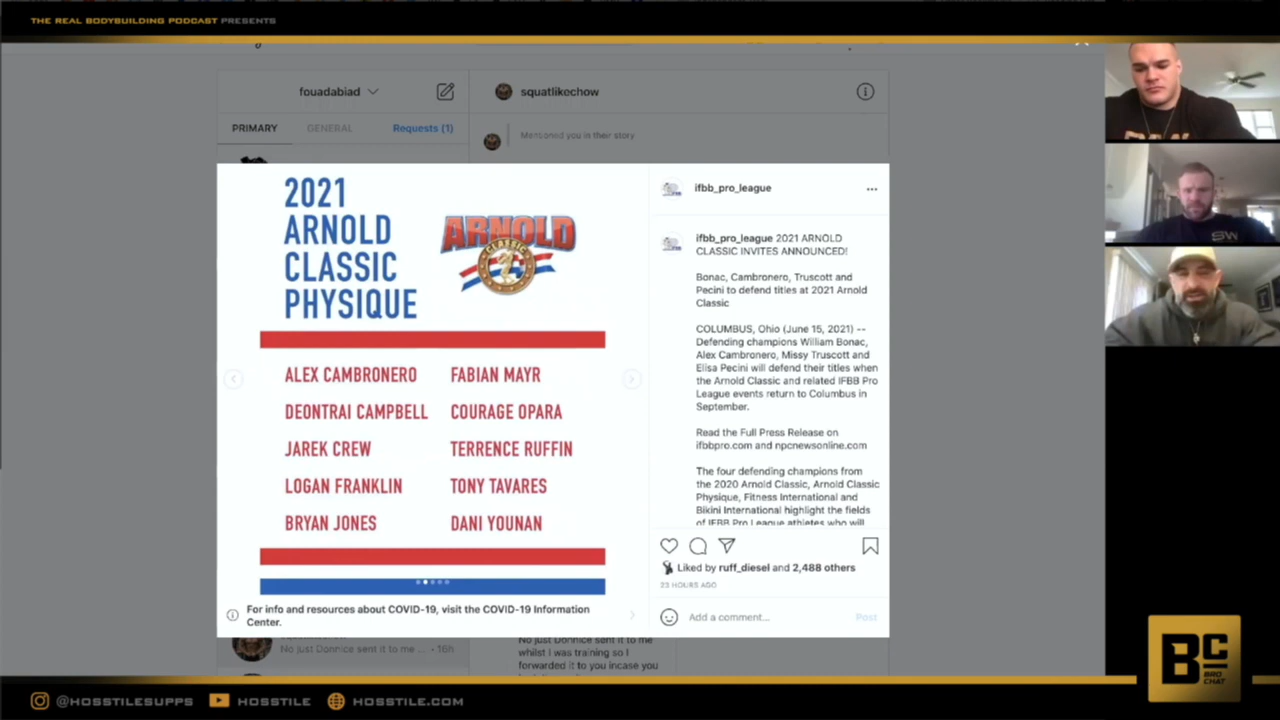 THE REAL BODYBUILDING PODCAST PRESENTS
fouadabiad
squatlikechow
PRIMARY
GENERAL
Requests (1)
Mentioned you in their story
2021
ARNOLD
CLASSIC
PHYSIQUE
ARNOLD
CLASSIC
ALEX CAMBRONERO
DEONTRAI CAMPBELL
JAREK CREW
LOGAN FRANKLIN
BRYAN JONES
FABIAN MAYR
COURAGE OPARA
TERRENCE RUFFIN
TONY TAVARES
DANI YOUNAN
For info and resources about COVID-19, visit the COVID-19 Information
Center.
ifbb_pro_league
ifbb_pro_league 2021 ARNOLD
CLASSIC INVITES ANNOUNCED!
Bonac, Cambronero, Truscott and
Pecini to defend titles at 2021 Arnold
Classic
COLUMBUS, Ohio (June 15, 2021) --
Defending champions William Bonac,
Alex Cambronero, Missy Truscott and
Elisa Pecini will defend their titles when
the Arnold Classic and related IFBB Pro
League events return to Columbus in
September.
Read the Full Press Release on
ifbbpro.com and npcnewsonline.com
The four defending champions from
the 2020 Arnold Classic, Arnold Classic
Physique, Fitness International and
Bikini International highlight the fields
of IFBB Pro League athletes who will
Liked by ruff_diesel and 2,488 others
23 HOURS AGO
Add a comment...
Post
No just Donnice sent it to me ... · 16h
No just Donnice sent it to me
whilst I was training so I
forwarded it to you incase you
SW
BC
BRO
CHAT
@HOSSTILESUPPS
HOSSTILE
HOSSTILE.COM